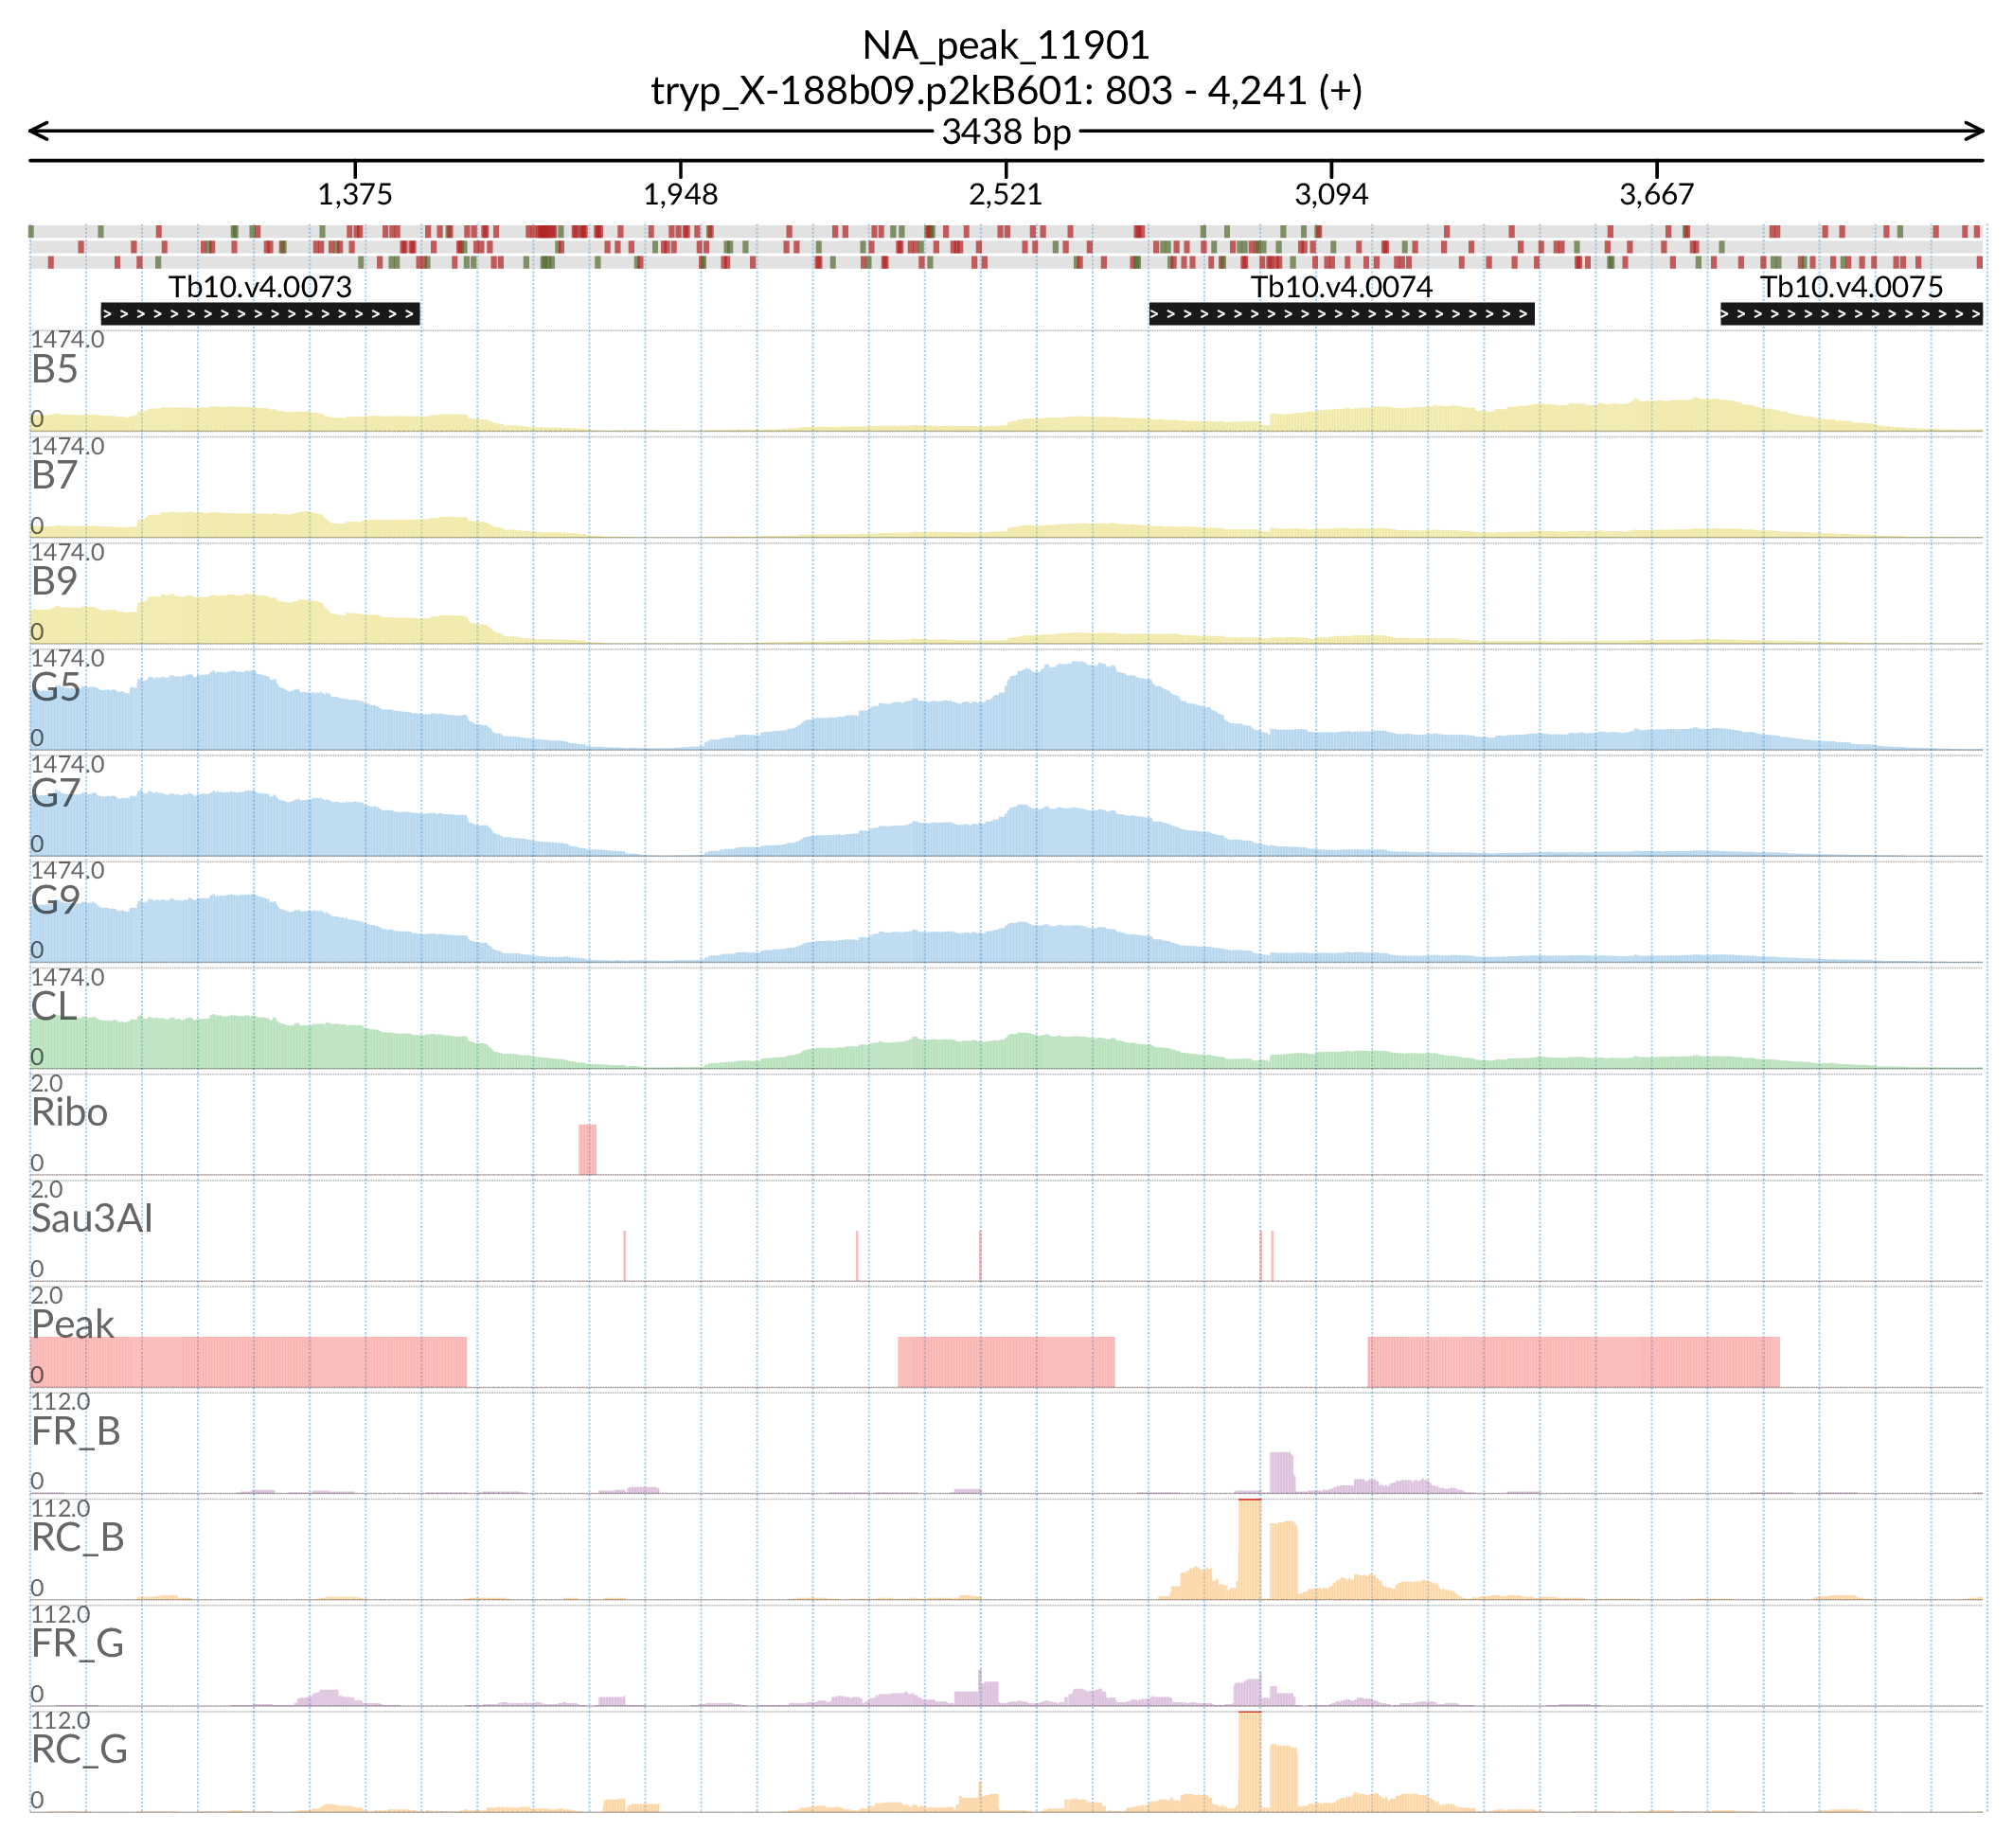 NA_peak_11901
tryp_X-188b09.p2kB601: 803 - 4,241 (+)
3438 bp
1,375 1,948 2,521 3,094 3,667
Tb10.v4.0073 Tb10.v4.0074 Tb10.v4.0075
1474.0
B5
0
1474.0
B7
0
1474.0
B9
0
1474.0
G5
0
1474.0
G7
0
1474.0
G9
0
1474.0
CL
0
2.0
Ribo
0
2.0
Sau3AI
0
2.0
Peak
0
112.0
FR_B
0
112.0
RC_B
0
112.0
FR_G
0
112.0
RC_G
0